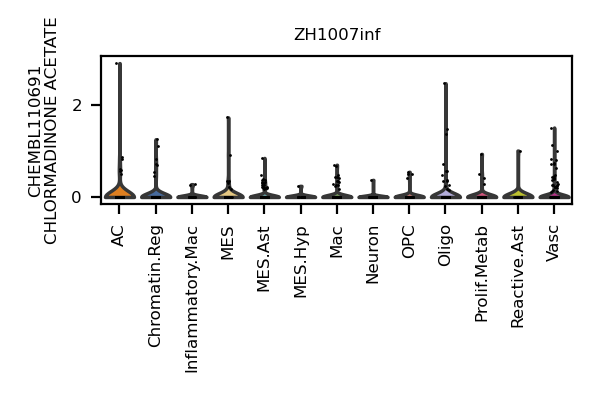 ZH1007inf
CHEMBL110691
CHLORMADINONE ACETATE
2
0
AC
Chromatin.Reg
Inflammatory.Mac
MES
MES.Ast
MES.Hyp
Mac
Neuron
OPC
Oligo
Prolif.Metab
Reactive.Ast
Vasc